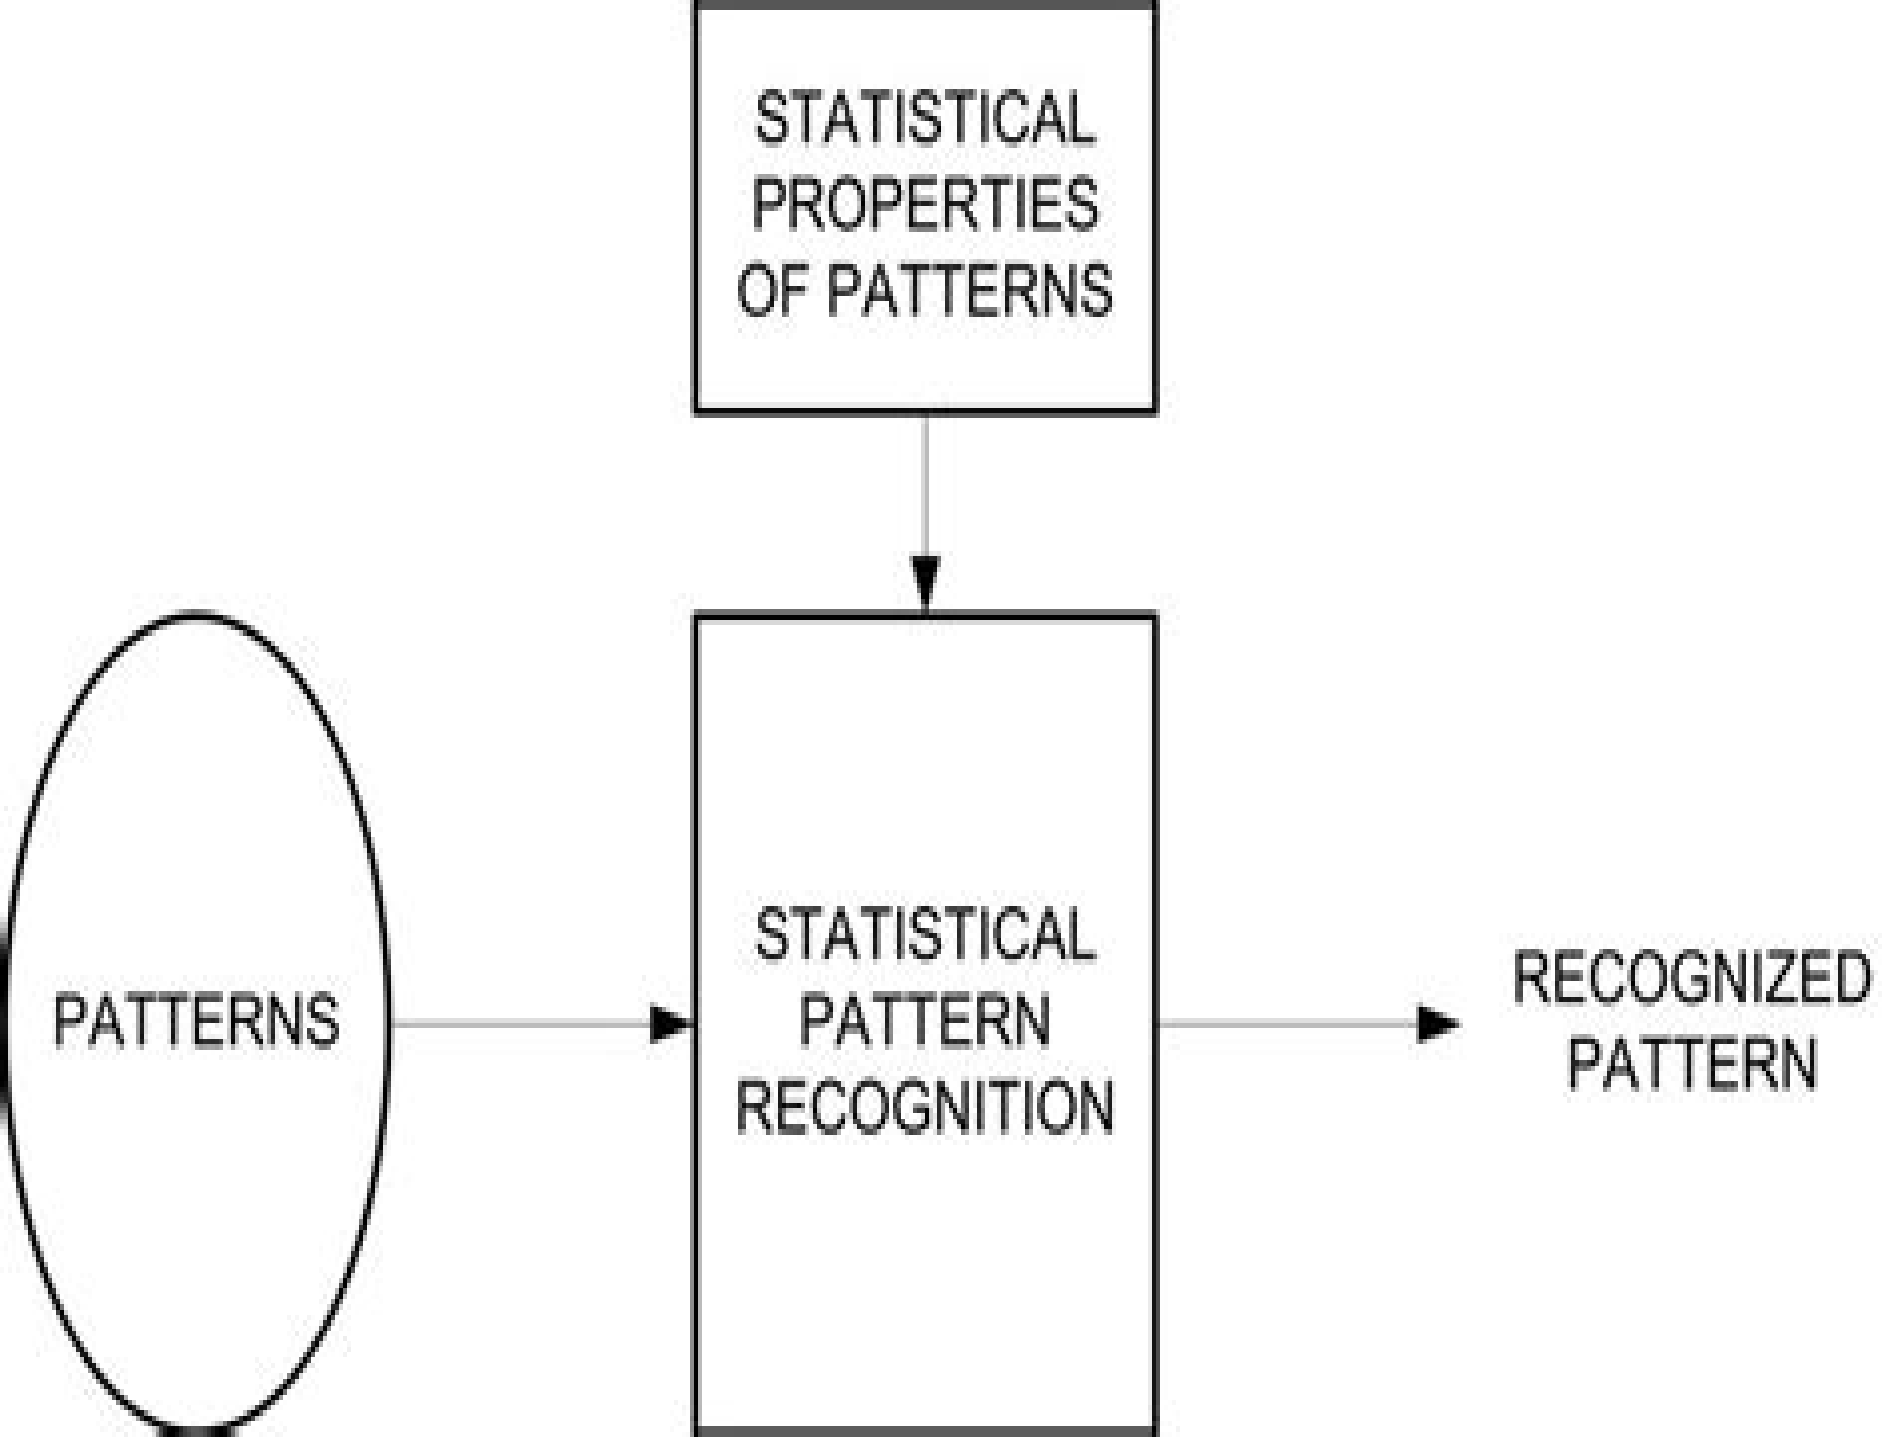 STATISTICAL
PROPERTIES
OF PATTERNS
PATTERNS
STATISTICAL
PATTERN
RECOGNITION
RECOGNIZED
PATTERN